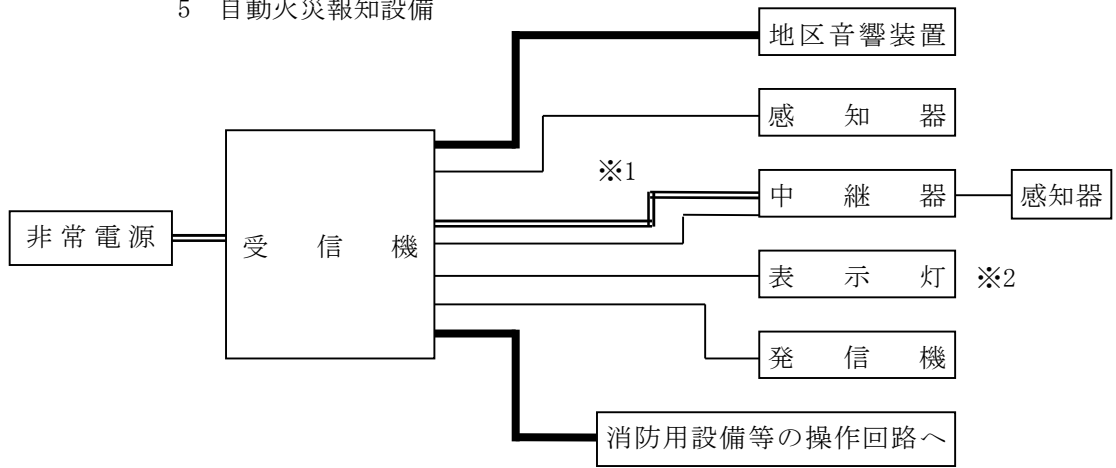 5 自動火災報知設備
地区音響装置
感知器
※1
中継器
感知器
非常電源
受信機
表示灯
※2
発信機
消防用設備等の操作回路へ